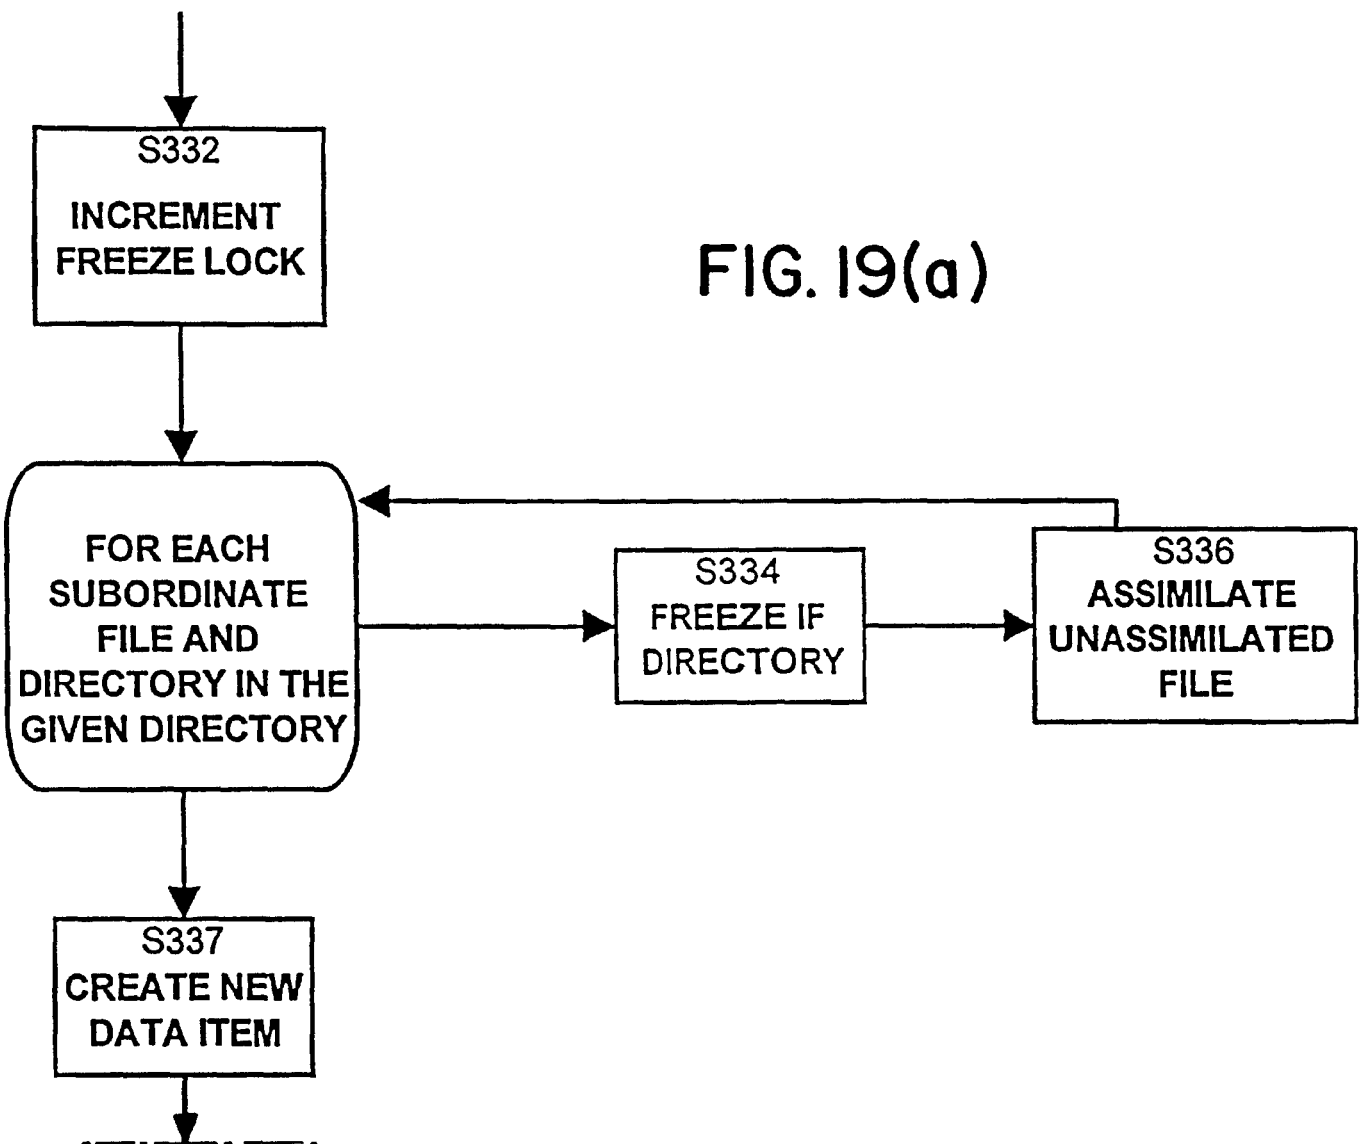 S332
INCREMENT
FREEZE LOCK
FIG. 19(a)
FOR EACH
SUBORDINATE
FILE AND
DIRECTORY IN THE
GIVEN DIRECTORY
S334
FREEZE IF
DIRECTORY
S336
ASSIMILATE
UNASSIMILATED
FILE
S337
CREATE NEW
DATA ITEM